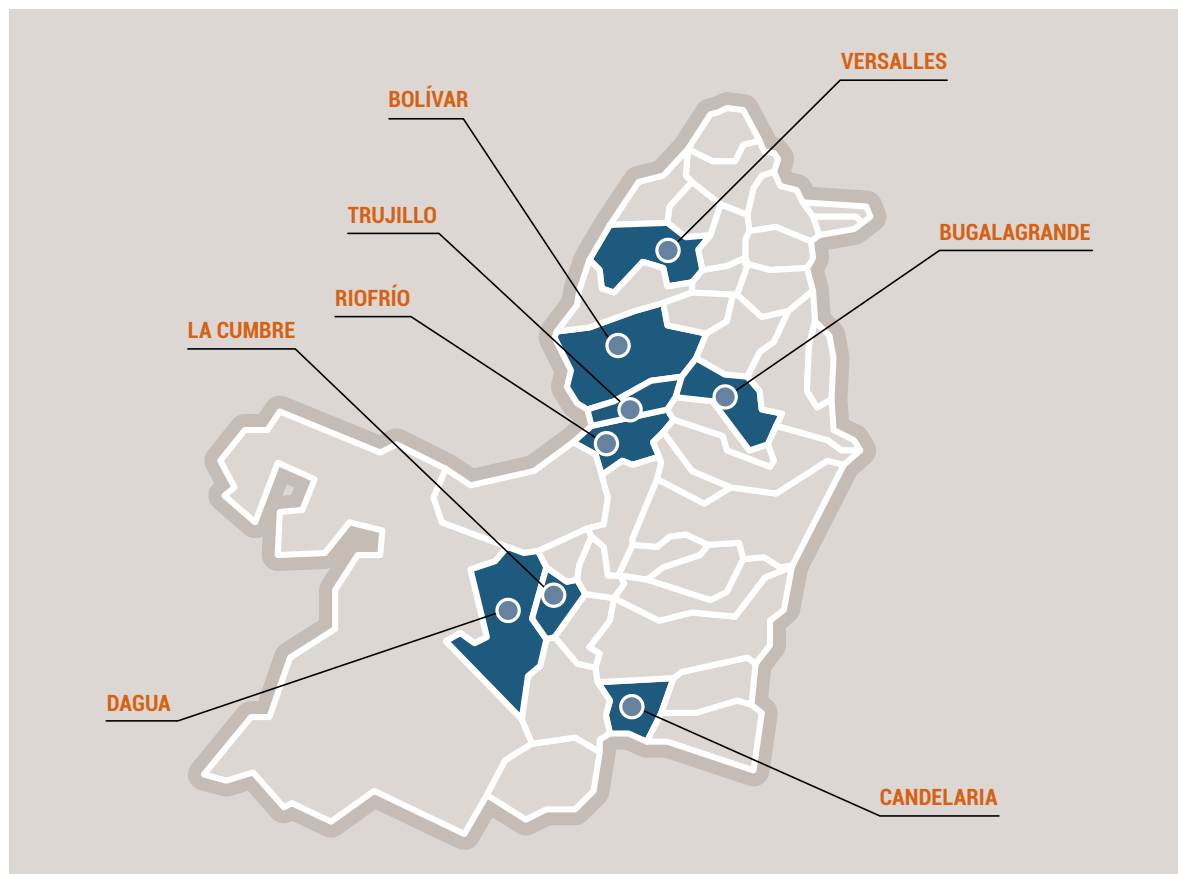 VERSALLES
BOLÍVAR
TRUJILLO
BUGALAGRANDE
RIOFRÍO
LA CUMBRE
DAGUA
CANDELARIA